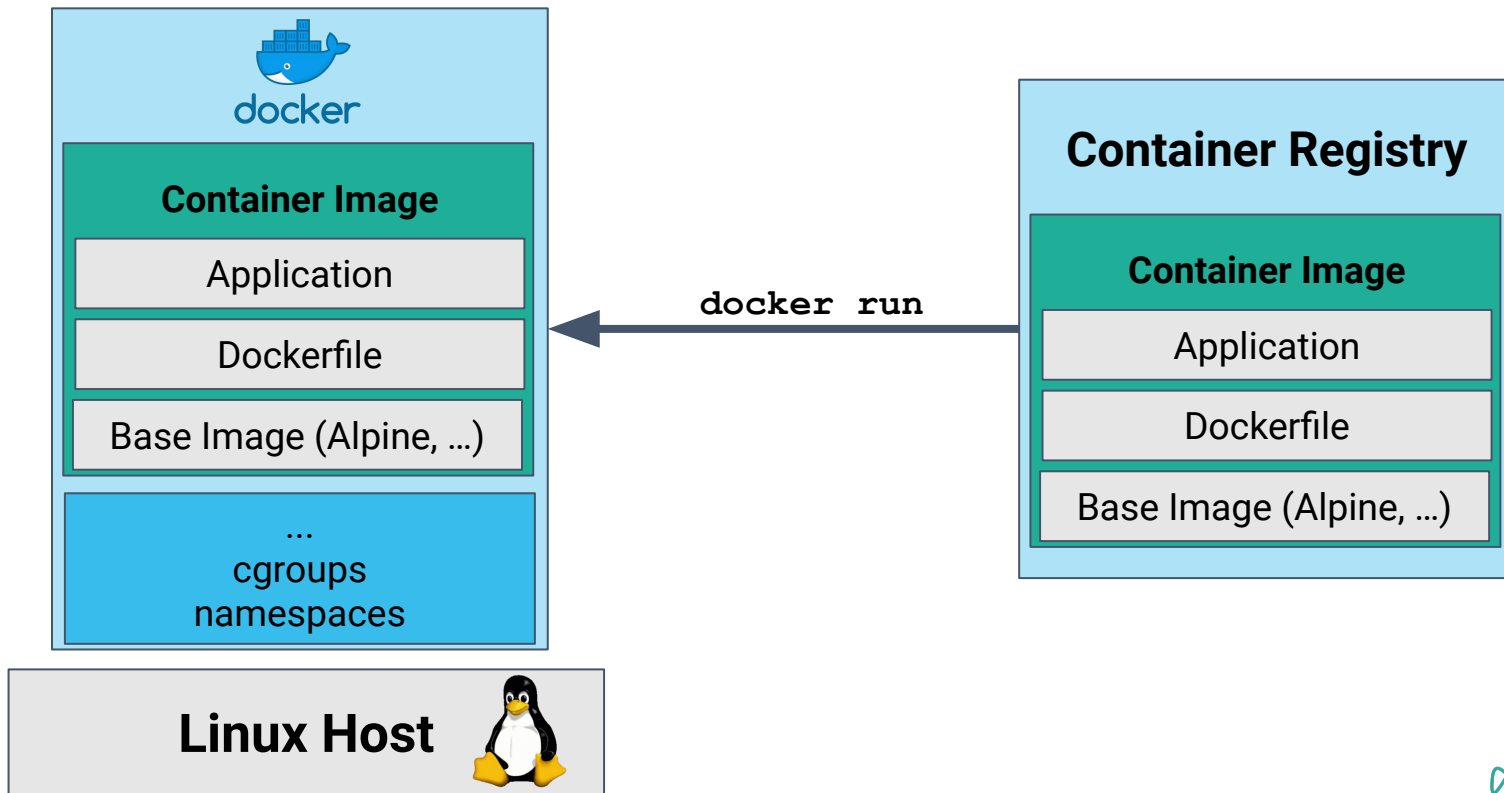 docker
Container Image
Application
Dockerfile
Base Image (Alpine, …)
...
cgroups
namespaces
Linux Host
docker run
Container Registry
Container Image
Application
Dockerfile
Base Image (Alpine, …)